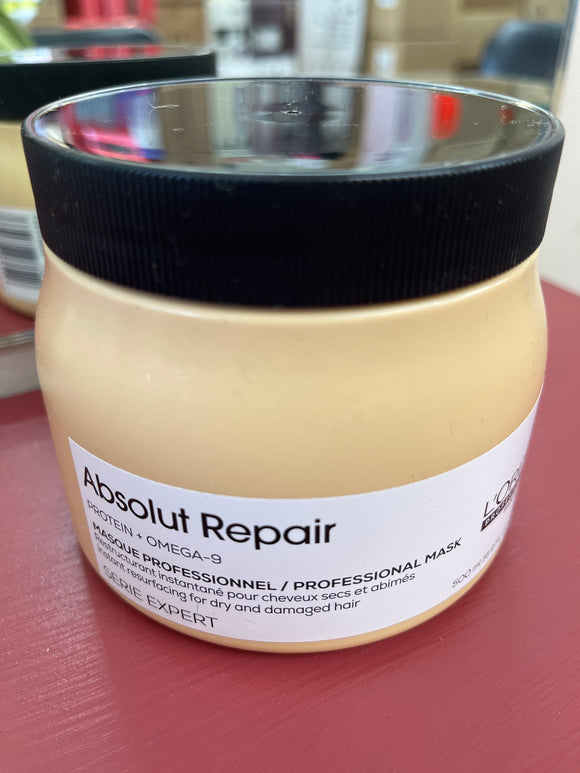 Absolut Repair
PROTEIN + OMEGA-9
MASQUE PROFESSIONNEL / PROFESSIONAL MASK
Restructurant instantané pour cheveux secs et abîmés
Instant resurfacing for dry and damaged hair
SERIE EXPERT
500 ml